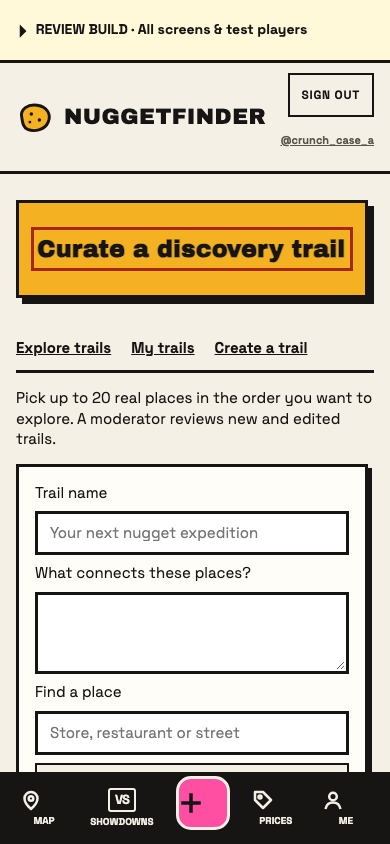 REVIEW BUILD · All screens & test players
NUGGETFINDER
SIGN OUT
@crunch_case_a
Curate a discovery trail
Explore trails My trails Create a trail
Pick up to 20 real places in the order you want to
explore. A moderator reviews new and edited
trails.
Trail name
Your next nugget expedition
What connects these places?
Find a place
Store, restaurant or street
VS
MAP SHOWDOWNS + PRICES ME